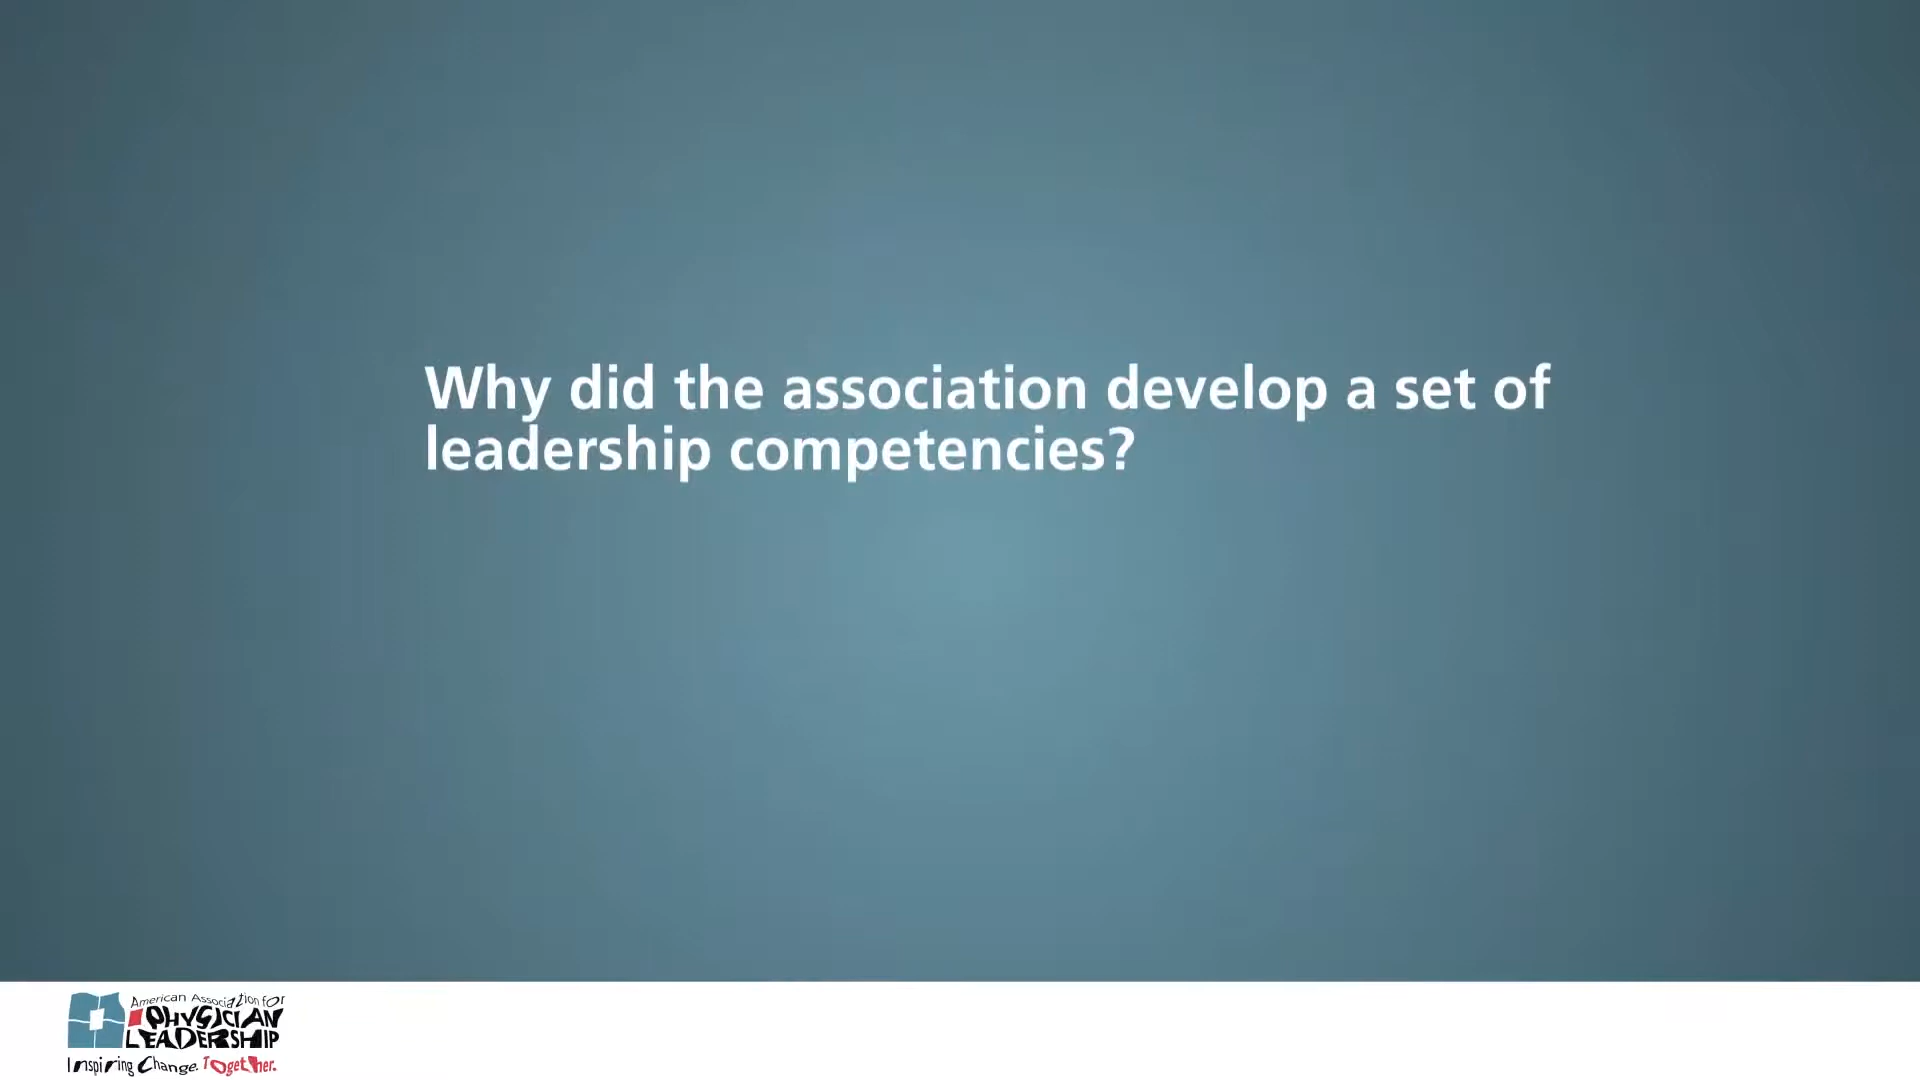 Why did the association develop a set of
leadership competencies?
American Association for
PHYSICIAN
LEADERSHIP
Inspiring Change. Together.